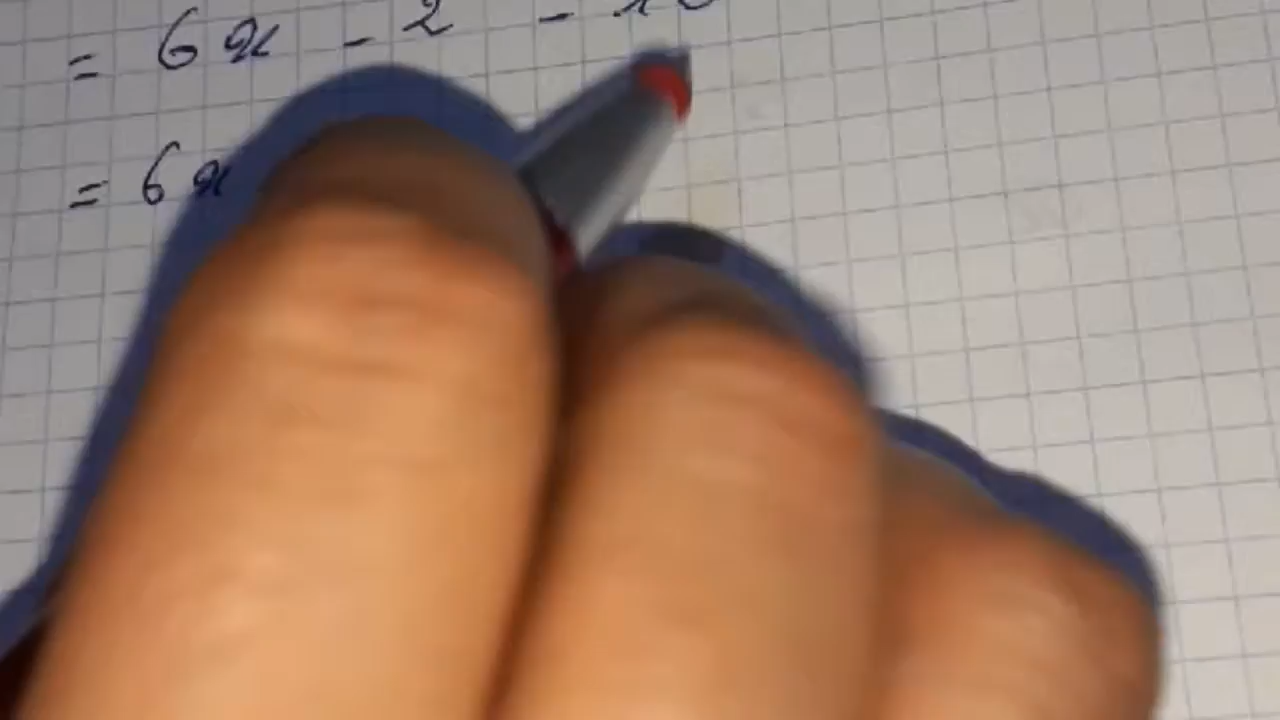 = 6x - 2 -
= 6x